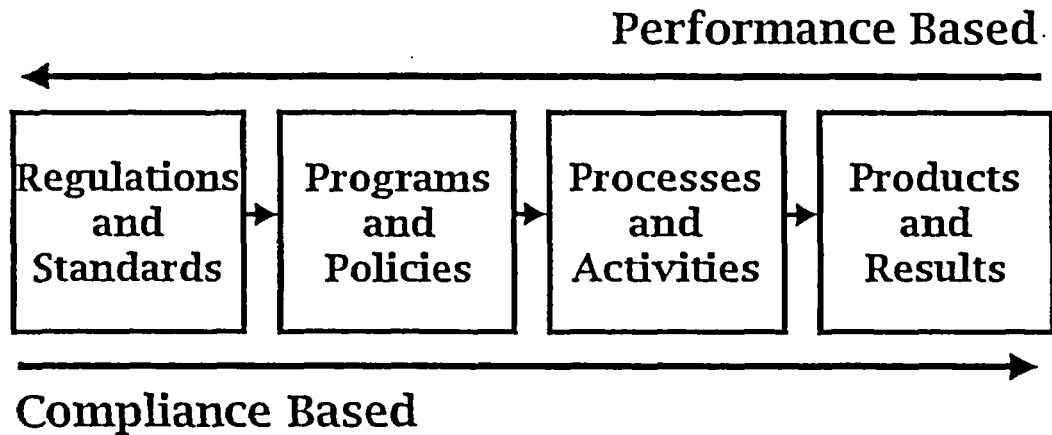 Performance Based
Regulations
and
Standards
Programs
and
Policies
Processes
and
Activities
Products
and
Results
Compliance Based